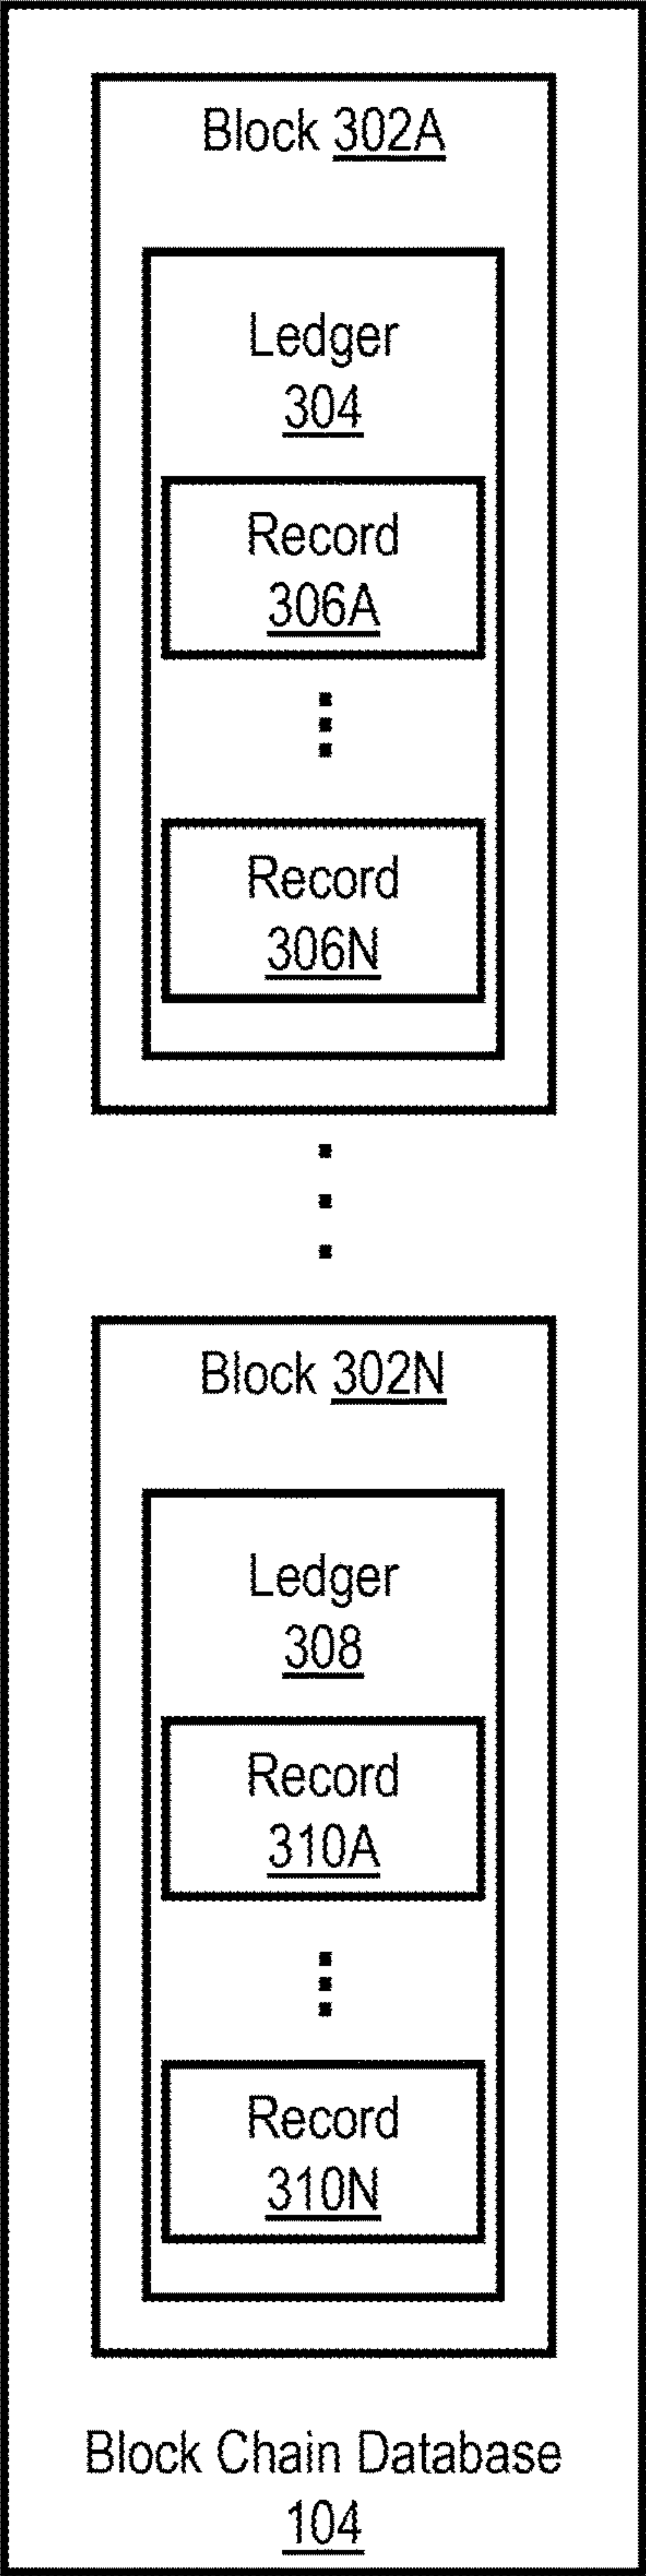 Block 302A
Ledger
304
Record
306A
Record
306N
Block 302N
Ledger
308
Record
310A
Record
310N
Block Chain Database
104